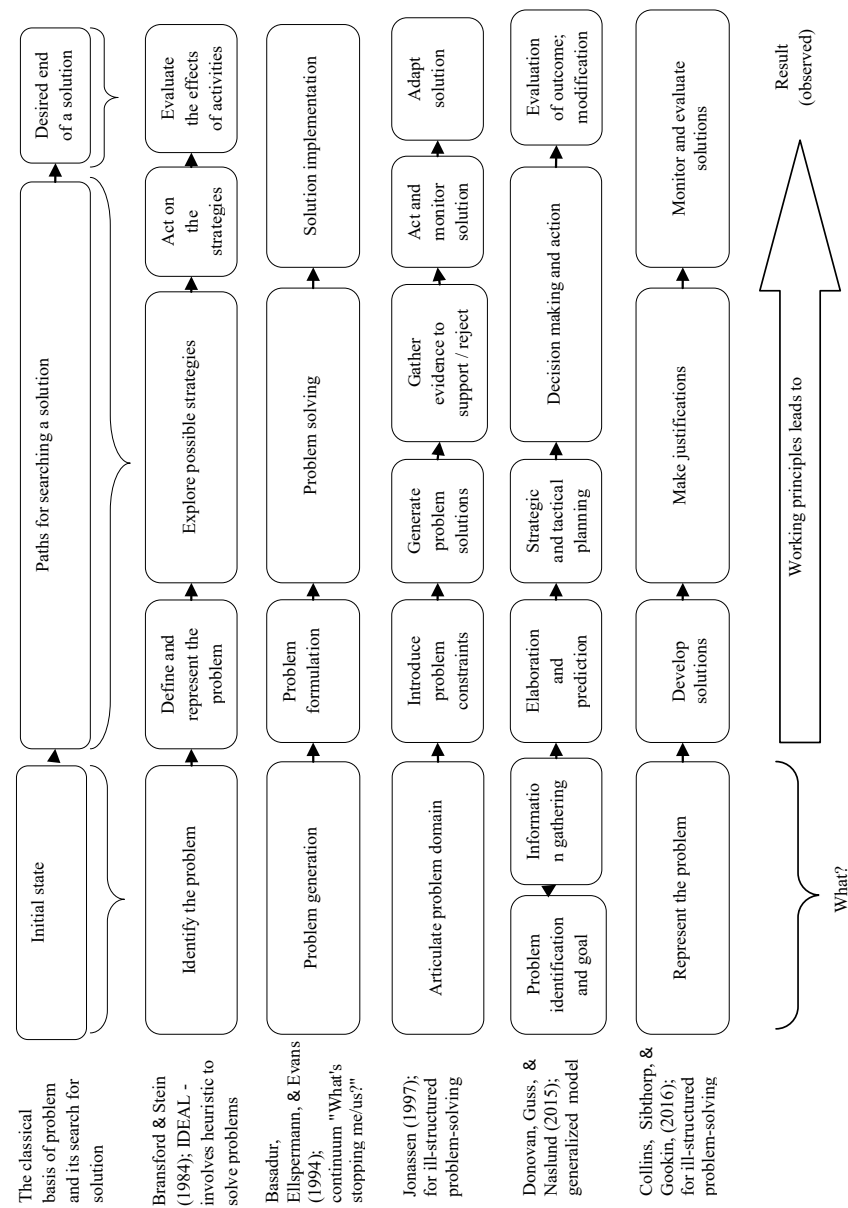 The classical
basis of problem
and its search for
solution
Initial state
Paths for searching a solution
Desired end
of a solution
Bransford & Stein
(1984); IDEAL -
involves heuristic to
solve problems
Identify the problem
Define and
represent the
problem
Explore possible strategies
Act on
the
strategies
Evaluate
the effects
of activities
Basadur,
Ellspermann, & Evans
(1994);
continuum "What's
stopping me/us?"
Problem generation
Problem
formulation
Problem solving
Solution implementation
Jonassen (1997);
for ill-structured
problem-solving
Articulate problem domain
Introduce
problem
constraints
Generate
problem
solutions
Gather
evidence to
support / reject
Act and
monitor
solution
Adapt
solution
Donovan, Guss, &
Naslund (2015);
generalized model
Problem
identification
and goal
Informatio
n gathering
Elaboration
and
prediction
Strategic
and tactical
planning
Decision making and action
Evaluation
of outcome;
modification
Collins, Sibthorp, &
Gookin, (2016);
for ill-structured
problem-solving
Represent the problem
Develop
solutions
Make justifications
Monitor and evaluate
solutions
What?
Working principles leads to
Result
(observed)